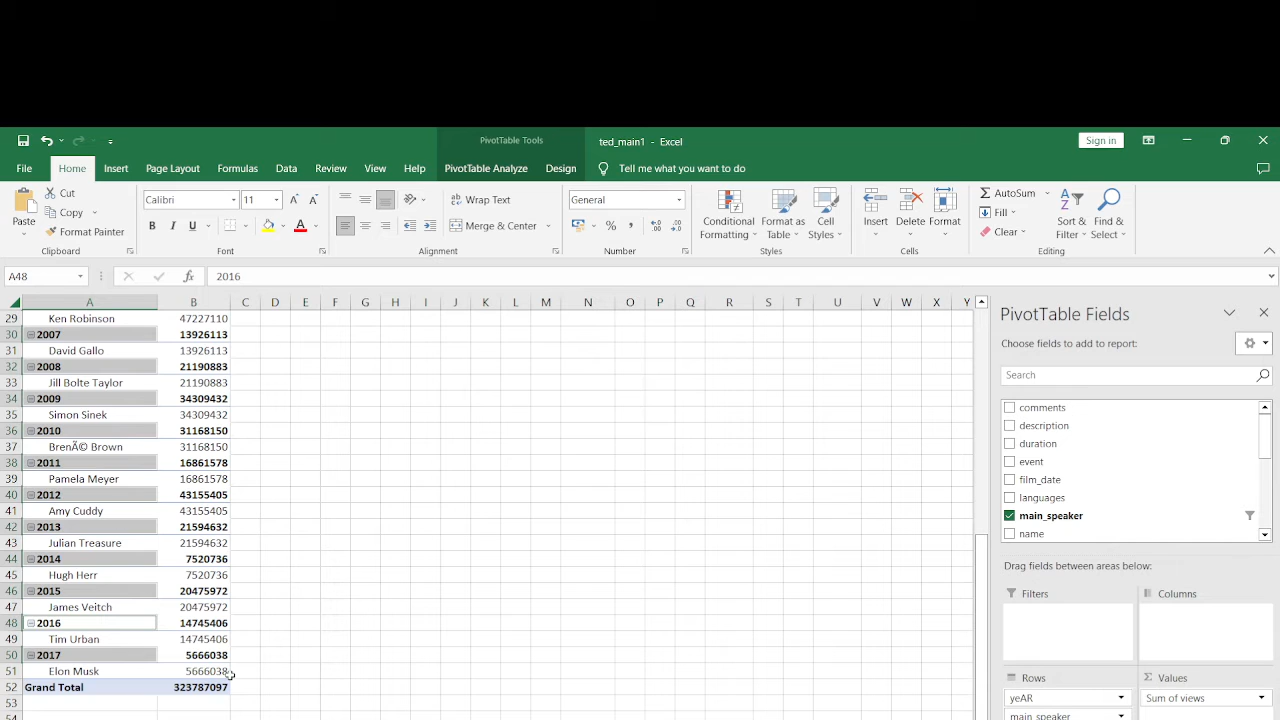 PivotTable Tools
ted_main1 - Excel
Sign in
File Home Insert Page Layout Formulas Data Review View Help PivotTable Analyze Design Tell me what you want to do
Paste Cut Copy Format Painter Clipboard
Calibri 11 B I U A Font
Wrap Text Merge & Center Alignment
General % , Number
Conditional Formatting Format as Table Cell Styles Styles
Insert Delete Format Cells
AutoSum Fill Clear Sort & Filter Find & Select Editing
A48 fx 2016
A B C D E F G H I J K L M N O P Q R S T U V W X Y
29 Ken Robinson 47227110
30 2007 13926113
31 David Gallo 13926113
32 2008 21190883
33 Jill Bolte Taylor 21190883
34 2009 34309432
35 Simon Sinek 34309432
36 2010 31168150
37 BrenÃ© Brown 31168150
38 2011 16861578
39 Pamela Meyer 16861578
40 2012 43155405
41 Amy Cuddy 43155405
42 2013 21594632
43 Julian Treasure 21594632
44 2014 7520736
45 Hugh Herr 7520736
46 2015 20475972
47 James Veitch 20475972
48 2016 14745406
49 Tim Urban 14745406
50 2017 5666038
51 Elon Musk 5666038
52 Grand Total 323787097
53
PivotTable Fields
Choose fields to add to report:
Search
comments
description
duration
event
film_date
languages
main_speaker
name
Drag fields between areas below:
Filters Columns
Rows Σ Values
yeAR Sum of views
main_speaker